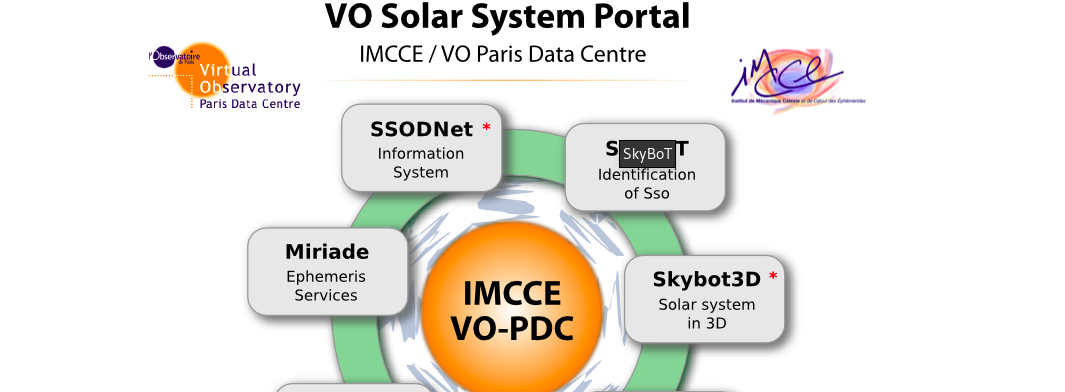 VO Solar System Portal
IMCCE / VO Paris Data Centre
l'Observatoire
de Paris
Virtual
Observatory
Paris Data Centre
iMCCE
Institut de Mécanique Céleste et de Calcul des Éphémérides
SSODNet *
Information
System
SkyBoT
Identification
of Sso
Miriade
Ephemeris
Services
Skybot3D *
Solar system
in 3D
IMCCE
VO-PDC